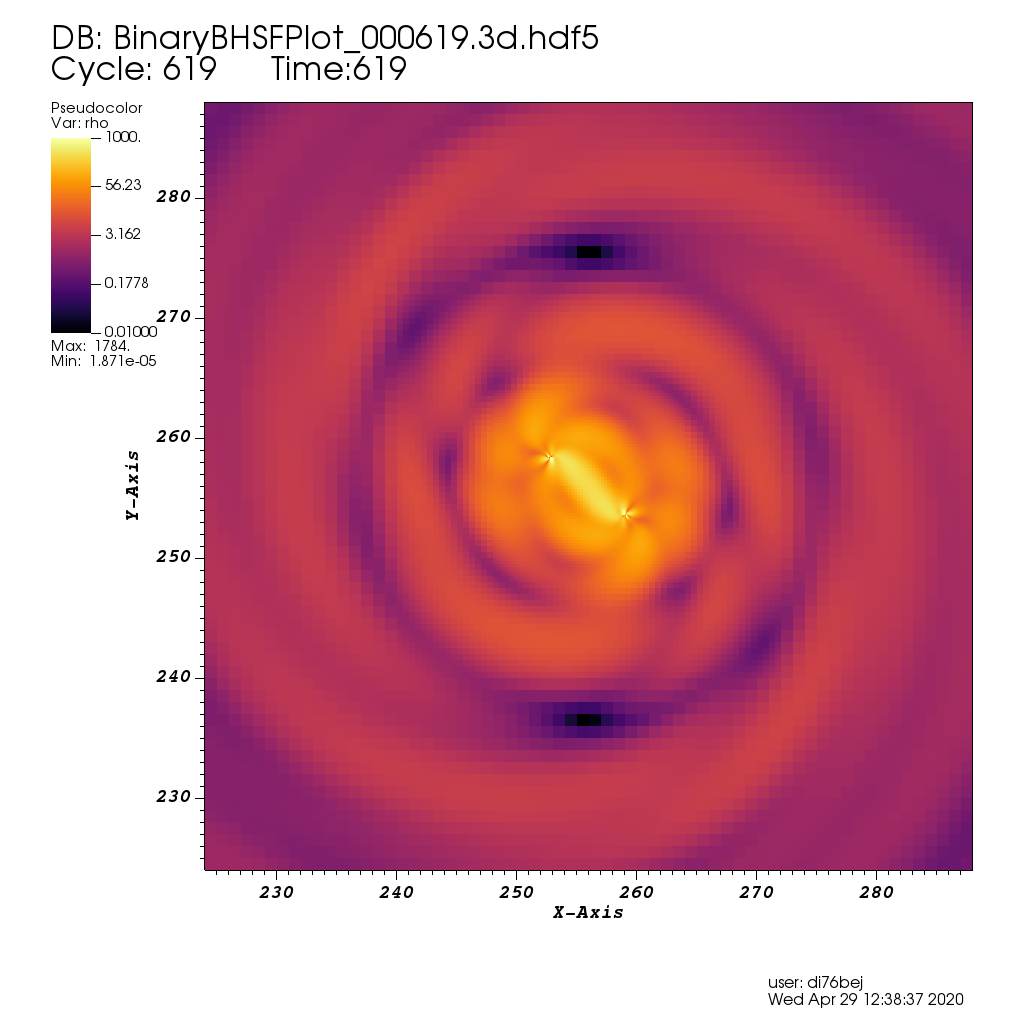 DB: BinaryBHSFPlot_000619.3d.hdf5
Cycle: 619 Time:619
Pseudocolor
Var: rho
1000.
56.23
3.162
0.1778
0.01000
Max: 1784.
Min: 1.871e-05
280
270
260
250
240
230
Y-Axis
230 240 250 260 270 280
X-Axis
user: di76bej
Wed Apr 29 12:38:37 2020